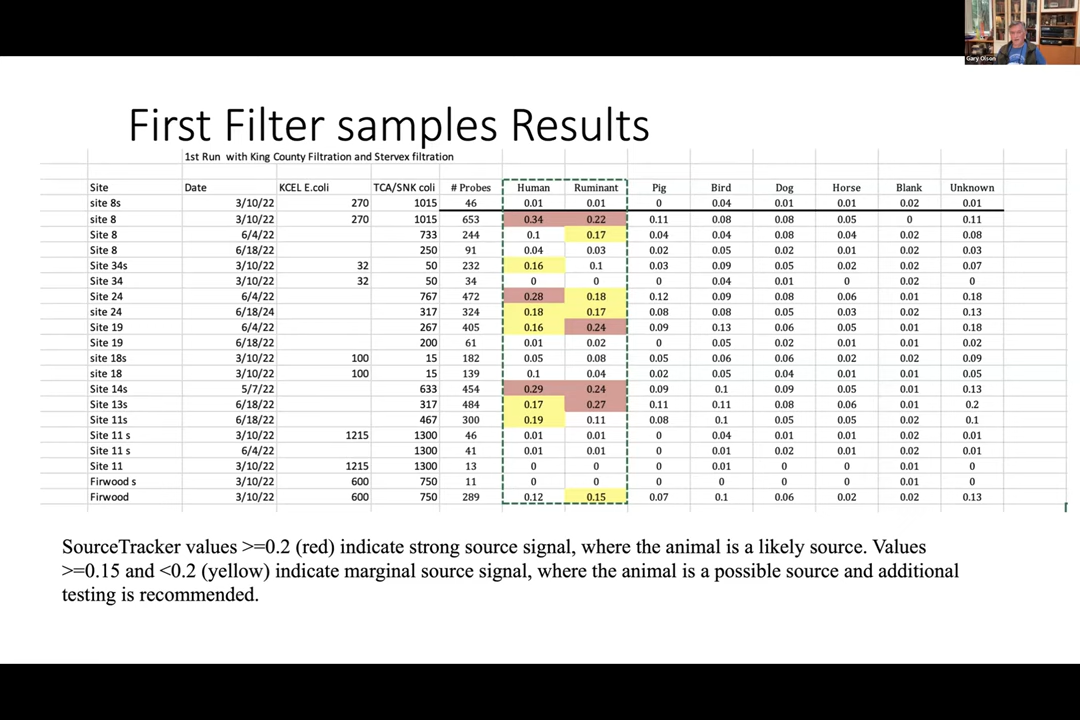 Gary Olson
First Filter samples Results
1st Run with King County Filtration and Stervex filtration
Site Date KCEL E.coli TCA/SNK coli # Probes Human Ruminant Pig Bird Dog Horse Blank Unknown
site 8s 3/10/22 270 1015 46 0.01 0.01 0 0.04 0.01 0.01 0.02 0.01
site 8 3/10/22 270 1015 653 0.34 0.22 0.11 0.08 0.08 0.05 0 0.11
Site 8 6/4/22 733 244 0.1 0.17 0.04 0.04 0.08 0.04 0.02 0.08
Site 8 6/18/22 250 91 0.04 0.03 0.02 0.05 0.02 0.01 0.02 0.03
Site 34s 3/10/22 32 50 232 0.16 0.1 0.03 0.09 0.05 0.02 0.02 0.07
Site 34 3/10/22 32 50 34 0 0 0 0.04 0.01 0 0.02 0
Site 24 6/4/22 767 472 0.28 0.18 0.12 0.09 0.08 0.06 0.01 0.18
site 24 6/18/24 317 324 0.18 0.17 0.08 0.08 0.05 0.03 0.02 0.13
Site 19 6/4/22 267 405 0.16 0.24 0.09 0.13 0.06 0.05 0.01 0.18
Site 19 6/18/22 200 61 0.01 0.02 0 0.05 0.02 0.01 0.01 0.02
site 18s 3/10/22 100 15 182 0.05 0.08 0.05 0.06 0.06 0.02 0.02 0.09
site 18 3/10/22 100 15 139 0.1 0.04 0.02 0.05 0.04 0.01 0.01 0.05
Site 14s 5/7/22 633 454 0.29 0.24 0.09 0.1 0.09 0.05 0.01 0.13
Site 13s 6/18/22 317 484 0.17 0.27 0.11 0.11 0.08 0.06 0.01 0.2
Site 11s 6/18/22 467 300 0.19 0.11 0.08 0.1 0.05 0.05 0.02 0.1
Site 11 s 3/10/22 1215 1300 46 0.01 0.01 0 0.04 0.01 0.01 0.02 0.01
Site 11 s 6/4/22 1300 41 0.01 0.01 0 0.01 0.02 0.01 0.02 0.01
Site 11 3/10/22 1215 1300 13 0 0 0 0.01 0 0 0.01 0
Firwood s 3/10/22 600 750 11 0 0 0 0 0 0 0.01 0
Firwood 3/10/22 600 750 289 0.12 0.15 0.07 0.1 0.06 0.02 0.02 0.13
SourceTracker values >=0.2 (red) indicate strong source signal, where the animal is a likely source. Values
>=0.15 and <0.2 (yellow) indicate marginal source signal, where the animal is a possible source and additional
testing is recommended.